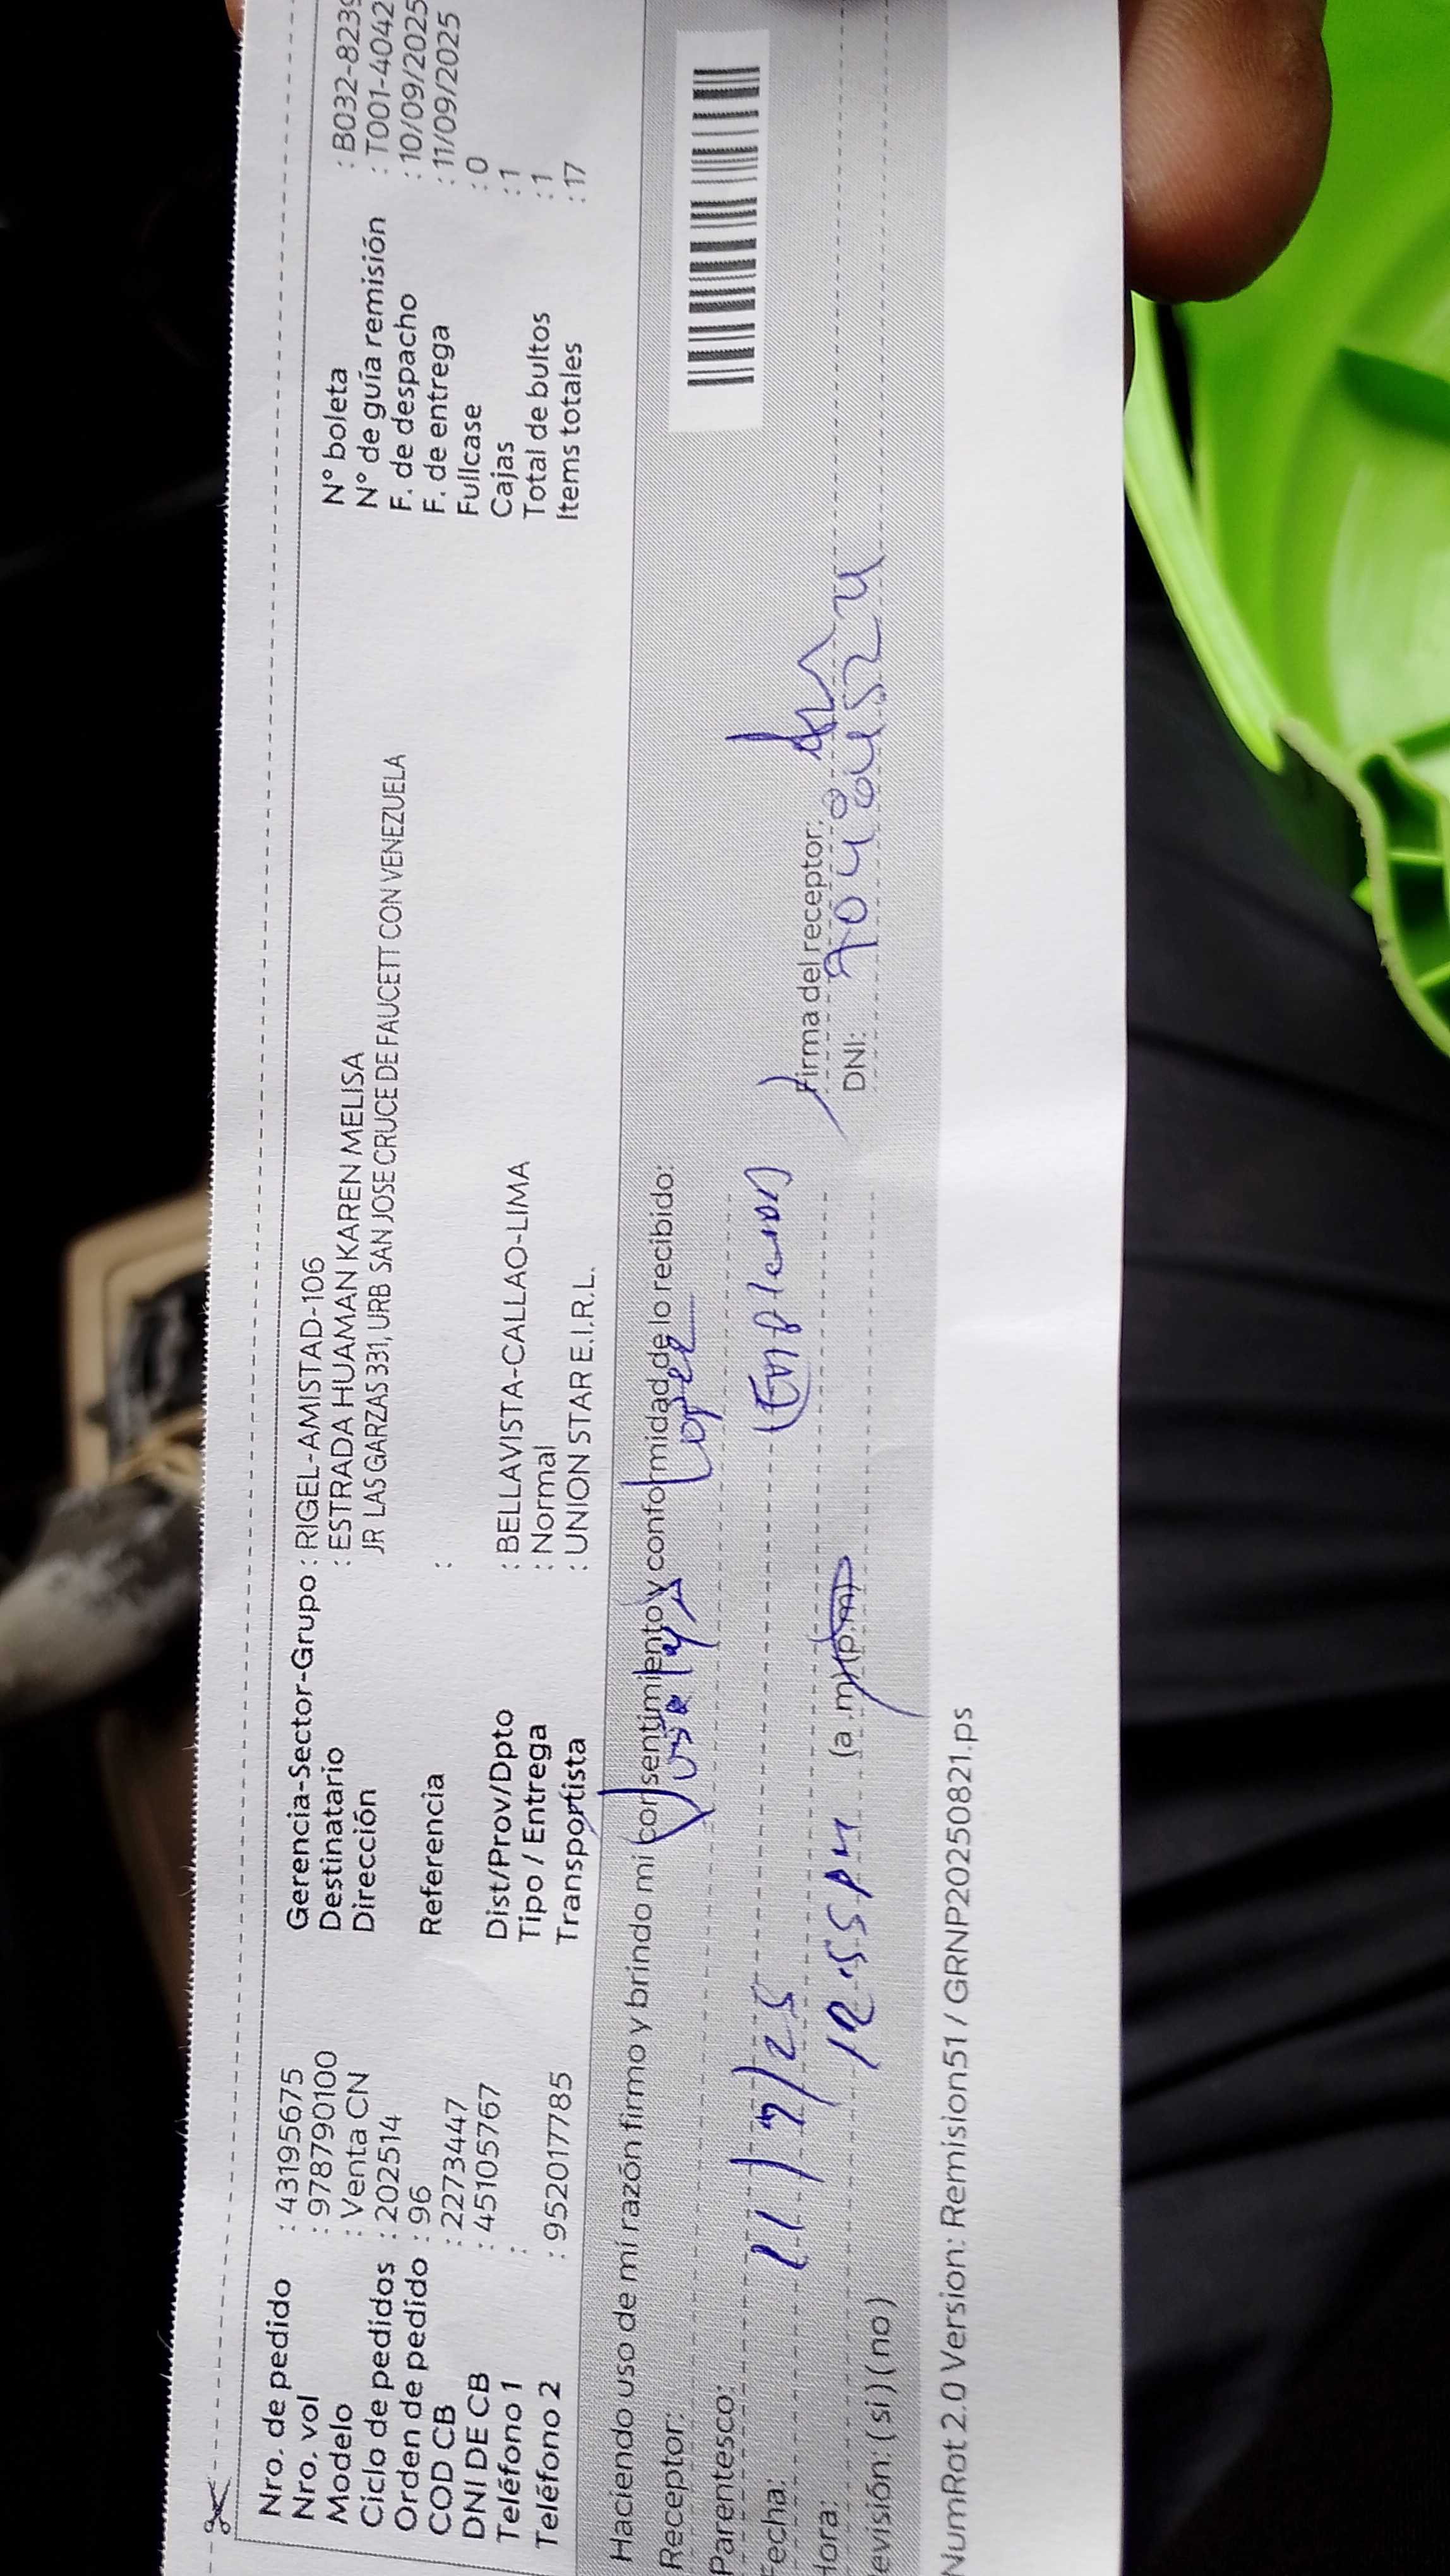 Nro. de pedido : 43195675
Nro. vol : 978790100
Modelo : Venta CN
Ciclo de pedidos : 202514
Orden de pedido : 96
COD CB : 2273447
DNI DE CB : 45105767
Teléfono 1 :
Teléfono 2 : 952017785
Gerencia-Sector-Grupo : RIGEL-AMISTAD-106
Destinatario : ESTRADA HUAMAN KAREN MELISA
Dirección JR LAS GARZAS 331, URB SAN JOSE CRUCE DE FAUCETT CON VENEZUELA
Referencia :
Dist/Prov/Dpto : BELLAVISTA-CALLAO-LIMA
Tipo / Entrega : Normal
Transportista : UNION STAR E.I.R.L.
N° boleta : B032-8239
N° de guía remisión : T001-4042
F. de despacho : 10/09/2025
F. de entrega : 11/09/2025
Fullcase : 0
Cajas : 1
Total de bultos : 1
Items totales : 17
Haciendo uso de mi razón firmo y brindo mi consentimiento y conformidad de lo recibido:
Receptor:
Parentesco:
Fecha: 11/9/25
Hora: 12:55 PM (a.m)(p.m)
Firma del receptor:
DNI:
evisión: (si) (no)
NumRot 2.0 Version: Remision51 / GRNP20250821.ps